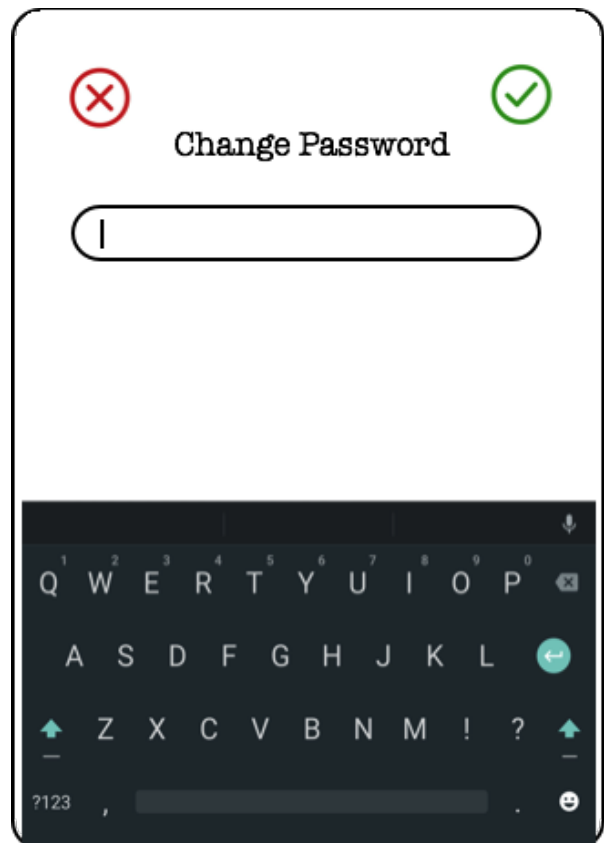 Change Password
1 2 3 4 5 6 7 8 9 0
Q W E R T Y U I O P
A S D F G H J K L
Z X C V B N M ! ?
?123 , .